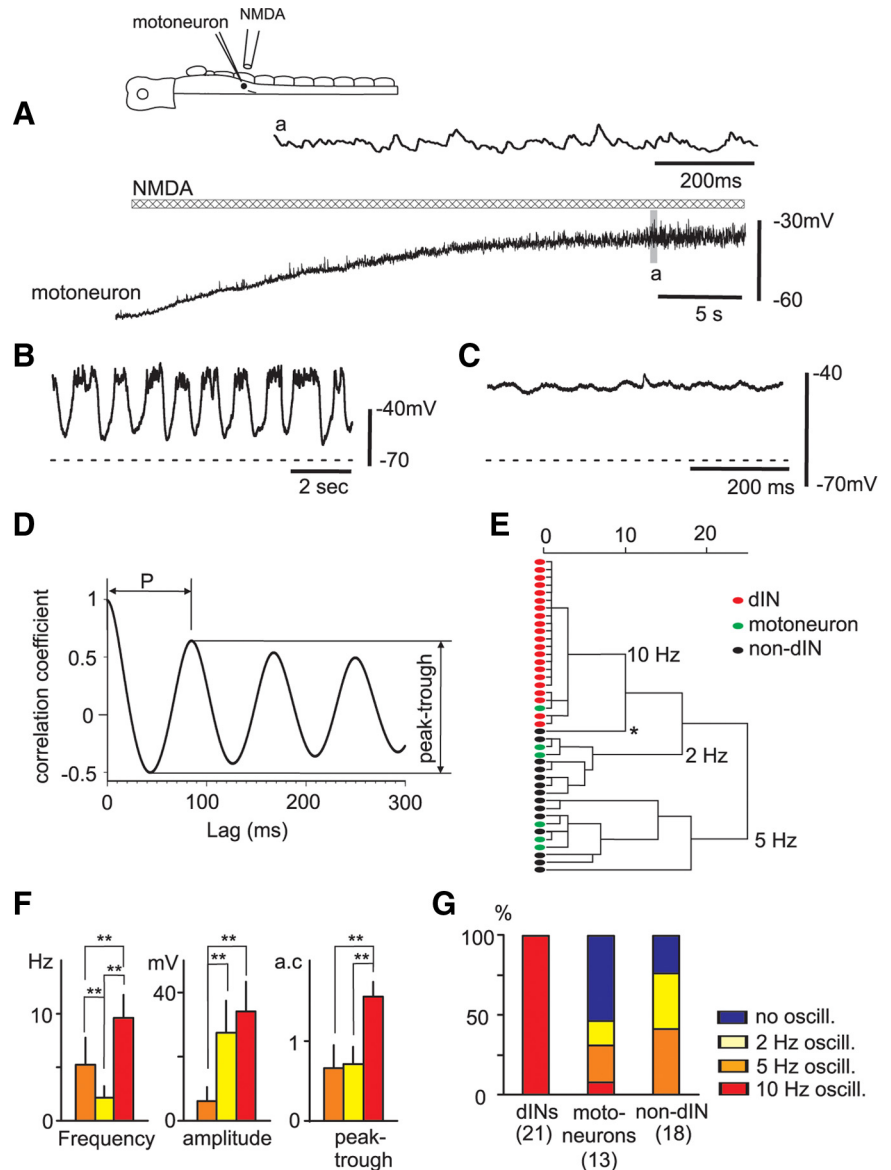 motoneuron
NMDA
A
a
200ms
NMDA
-30mV
motoneuron
a
5 s
-60
B
-40mV
-70
2 sec
C
-40
-70mV
200 ms
D
P
correlation coefficient
1
0.5
0
-0.5
peak-trough
0 100 200 300
Lag (ms)
E
0 10 20
dIN
motoneuron
non-dIN
10 Hz
*
2 Hz
5 Hz
F
Hz
10
0
**
**
**
Frequency
mV
40
0
**
**
amplitude
a.c
1
0
**
**
peak-
trough
G
%
100
50
0
dINs
(21)
moto-
neurons
(13)
non-dIN
(18)
no oscill.
2 Hz oscill.
5 Hz oscill.
10 Hz oscill.